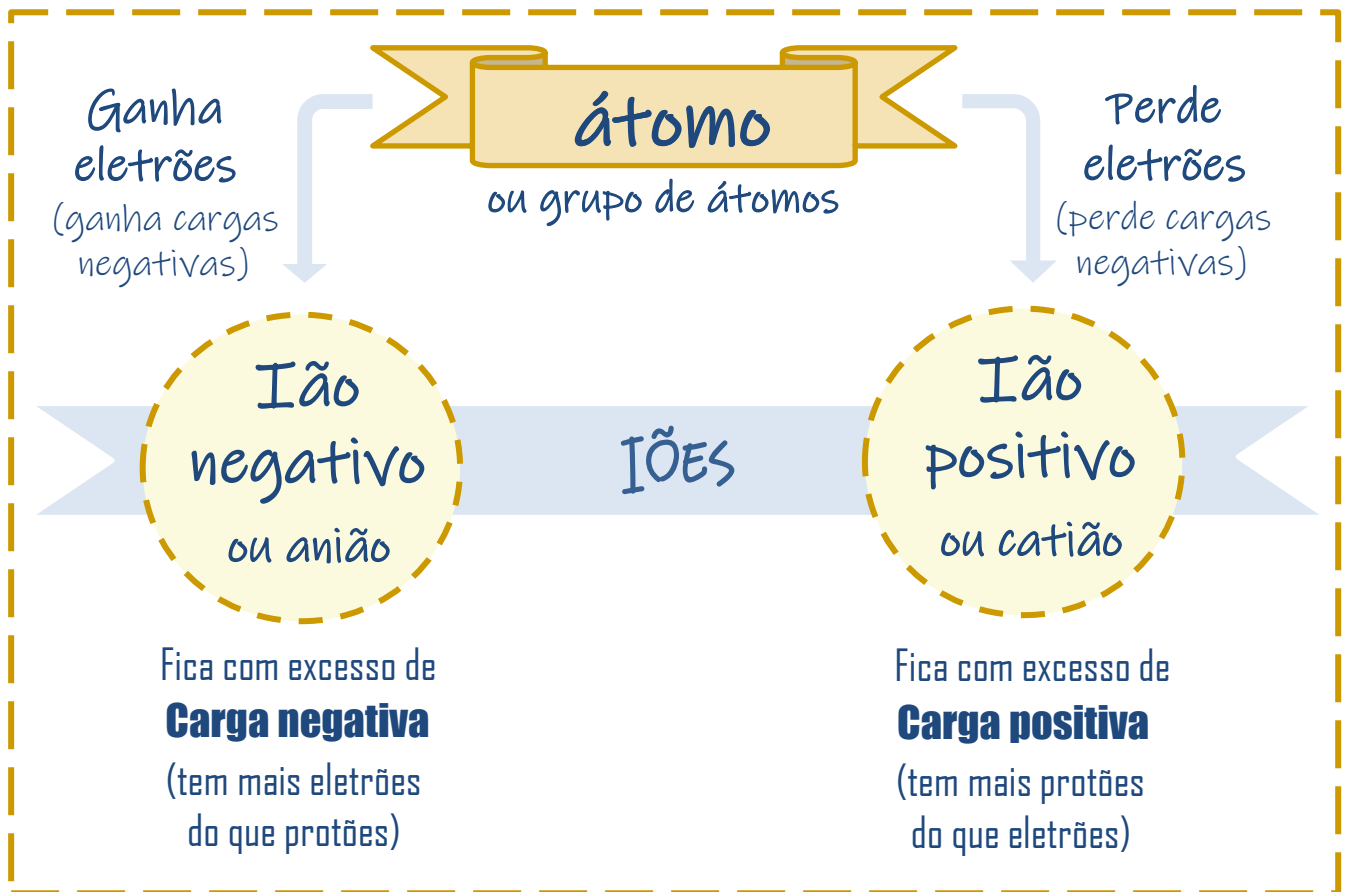 átomo
ou grupo de átomos
Ganha
eletrões
(ganha cargas
negativas)
Perde
eletrões
(perde cargas
negativas)
Ião
negativo
ou anião
IÕES
Ião
positivo
ou catião
Fica com excesso de
Carga negativa
(tem mais eletrões
do que protões)
Fica com excesso de
Carga positiva
(tem mais protões
do que eletrões)